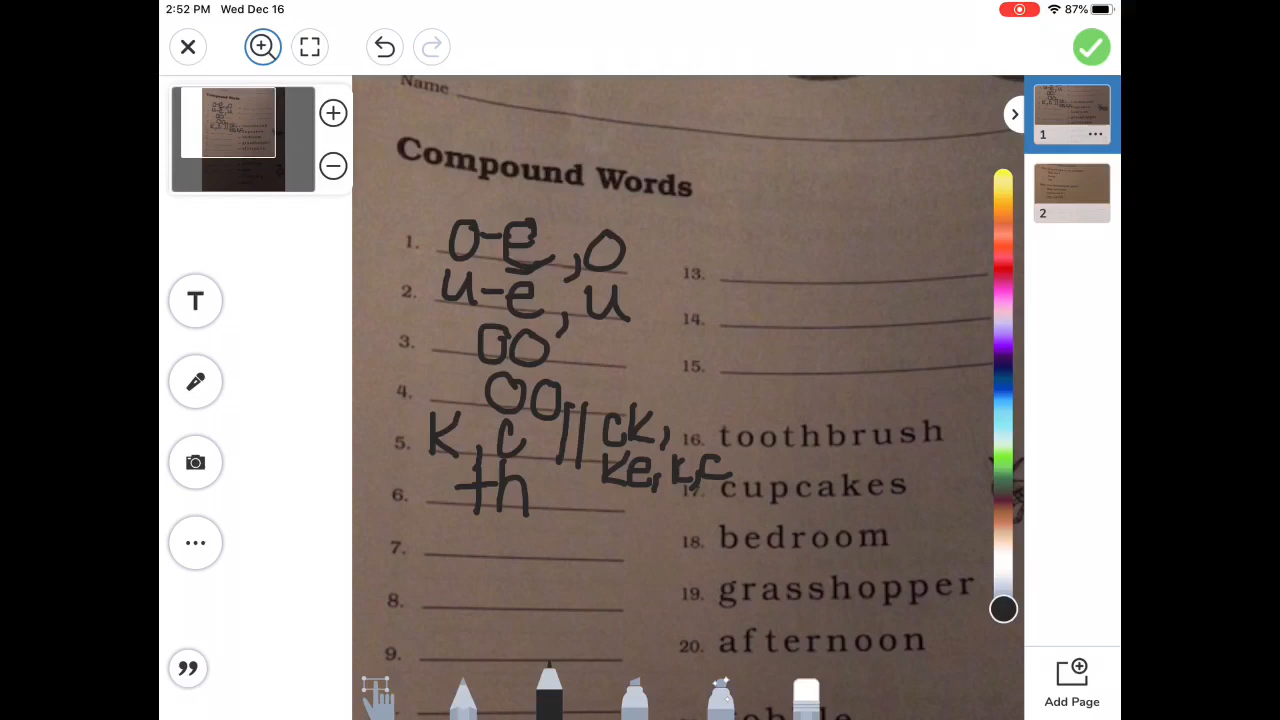 2:52 PM Wed Dec 16
87%
Name
Compound Words
1. o-e, o
2. u-e, u
3. oo
4. oo
5. k, c || ck,
ke, k, c
6. th
7.
8.
9.
13.
14.
15.
16. toothbrush
17. cupcakes
18. bedroom
19. grasshopper
20. afternoon
T
1
2
Add Page